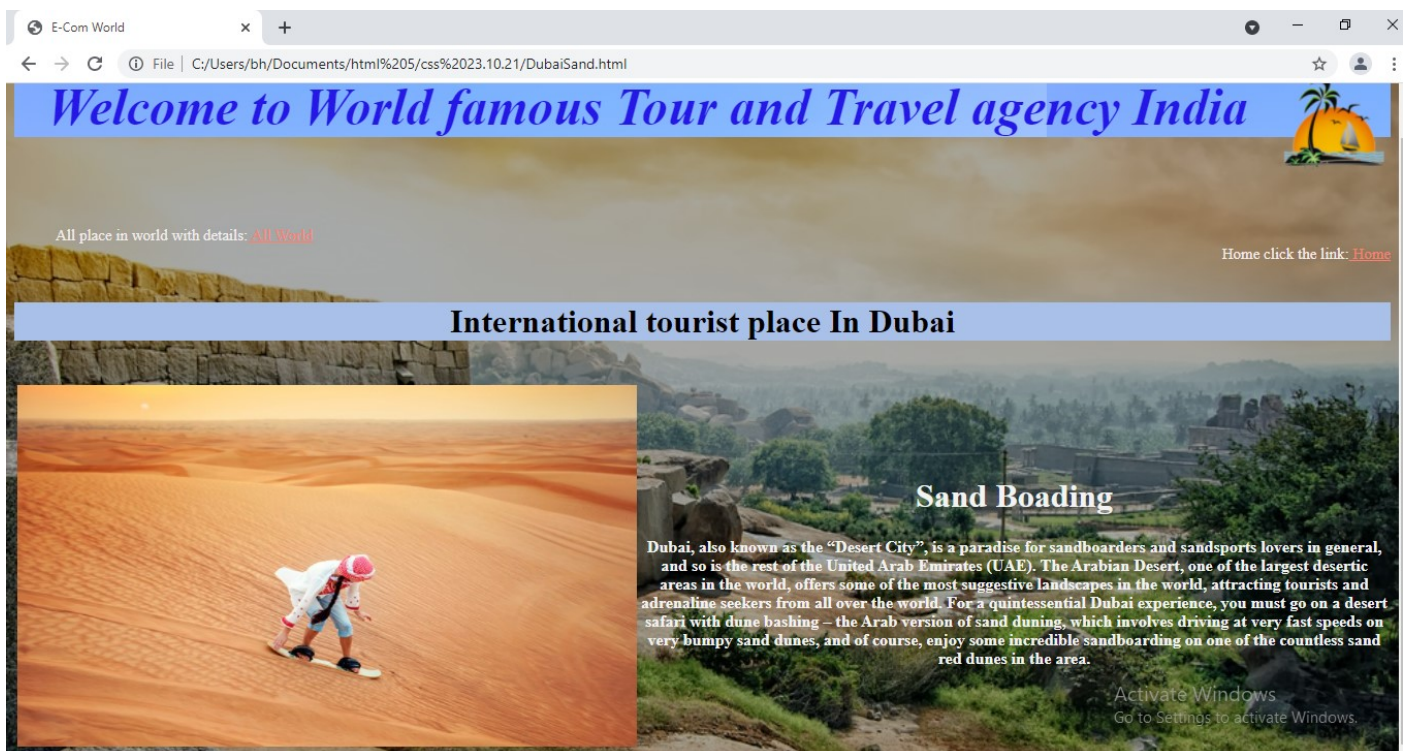 E-Com World
File | C:/Users/bh/Documents/html%205/css%2023.10.21/DubaiSand.html
Welcome to World famous Tour and Travel agency India
All place in world with details: All World
Home click the link: Home
International tourist place In Dubai
Sand Boading
Dubai, also known as the “Desert City”, is a paradise for sandboarders and sandsports lovers in general,
and so is the rest of the United Arab Emirates (UAE). The Arabian Desert, one of the largest desertic
areas in the world, offers some of the most suggestive landscapes in the world, attracting tourists and
adrenaline seekers from all over the world. For a quintessential Dubai experience, you must go on a desert
safari with dune bashing – the Arab version of sand duning, which involves driving at very fast speeds on
very bumpy sand dunes, and of course, enjoy some incredible sandboarding on one of the countless sand
red dunes in the area.
Activate Windows
Go to Settings to activate Windows.